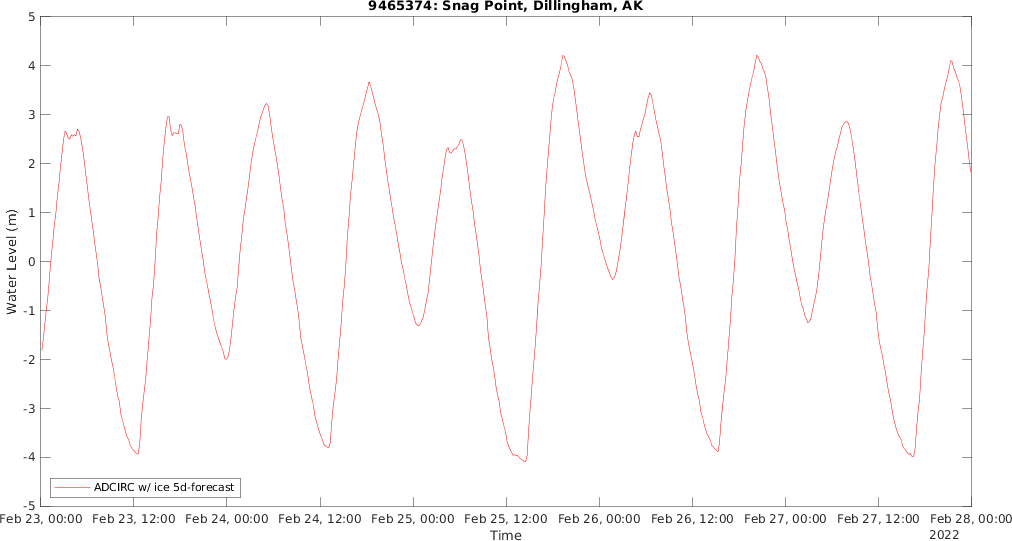 9465374: Snag Point, Dillingham, AK
5
4
3
2
1
0
-1
-2
-3
-4
-5
Water Level (m)
ADCIRC w/ ice 5d-forecast
Feb 23, 00:00 Feb 23, 12:00 Feb 24, 00:00 Feb 24, 12:00 Feb 25, 00:00 Feb 25, 12:00 Feb 26, 00:00 Feb 26, 12:00 Feb 27, 00:00 Feb 27, 12:00 Feb 28, 00:00
Time
2022